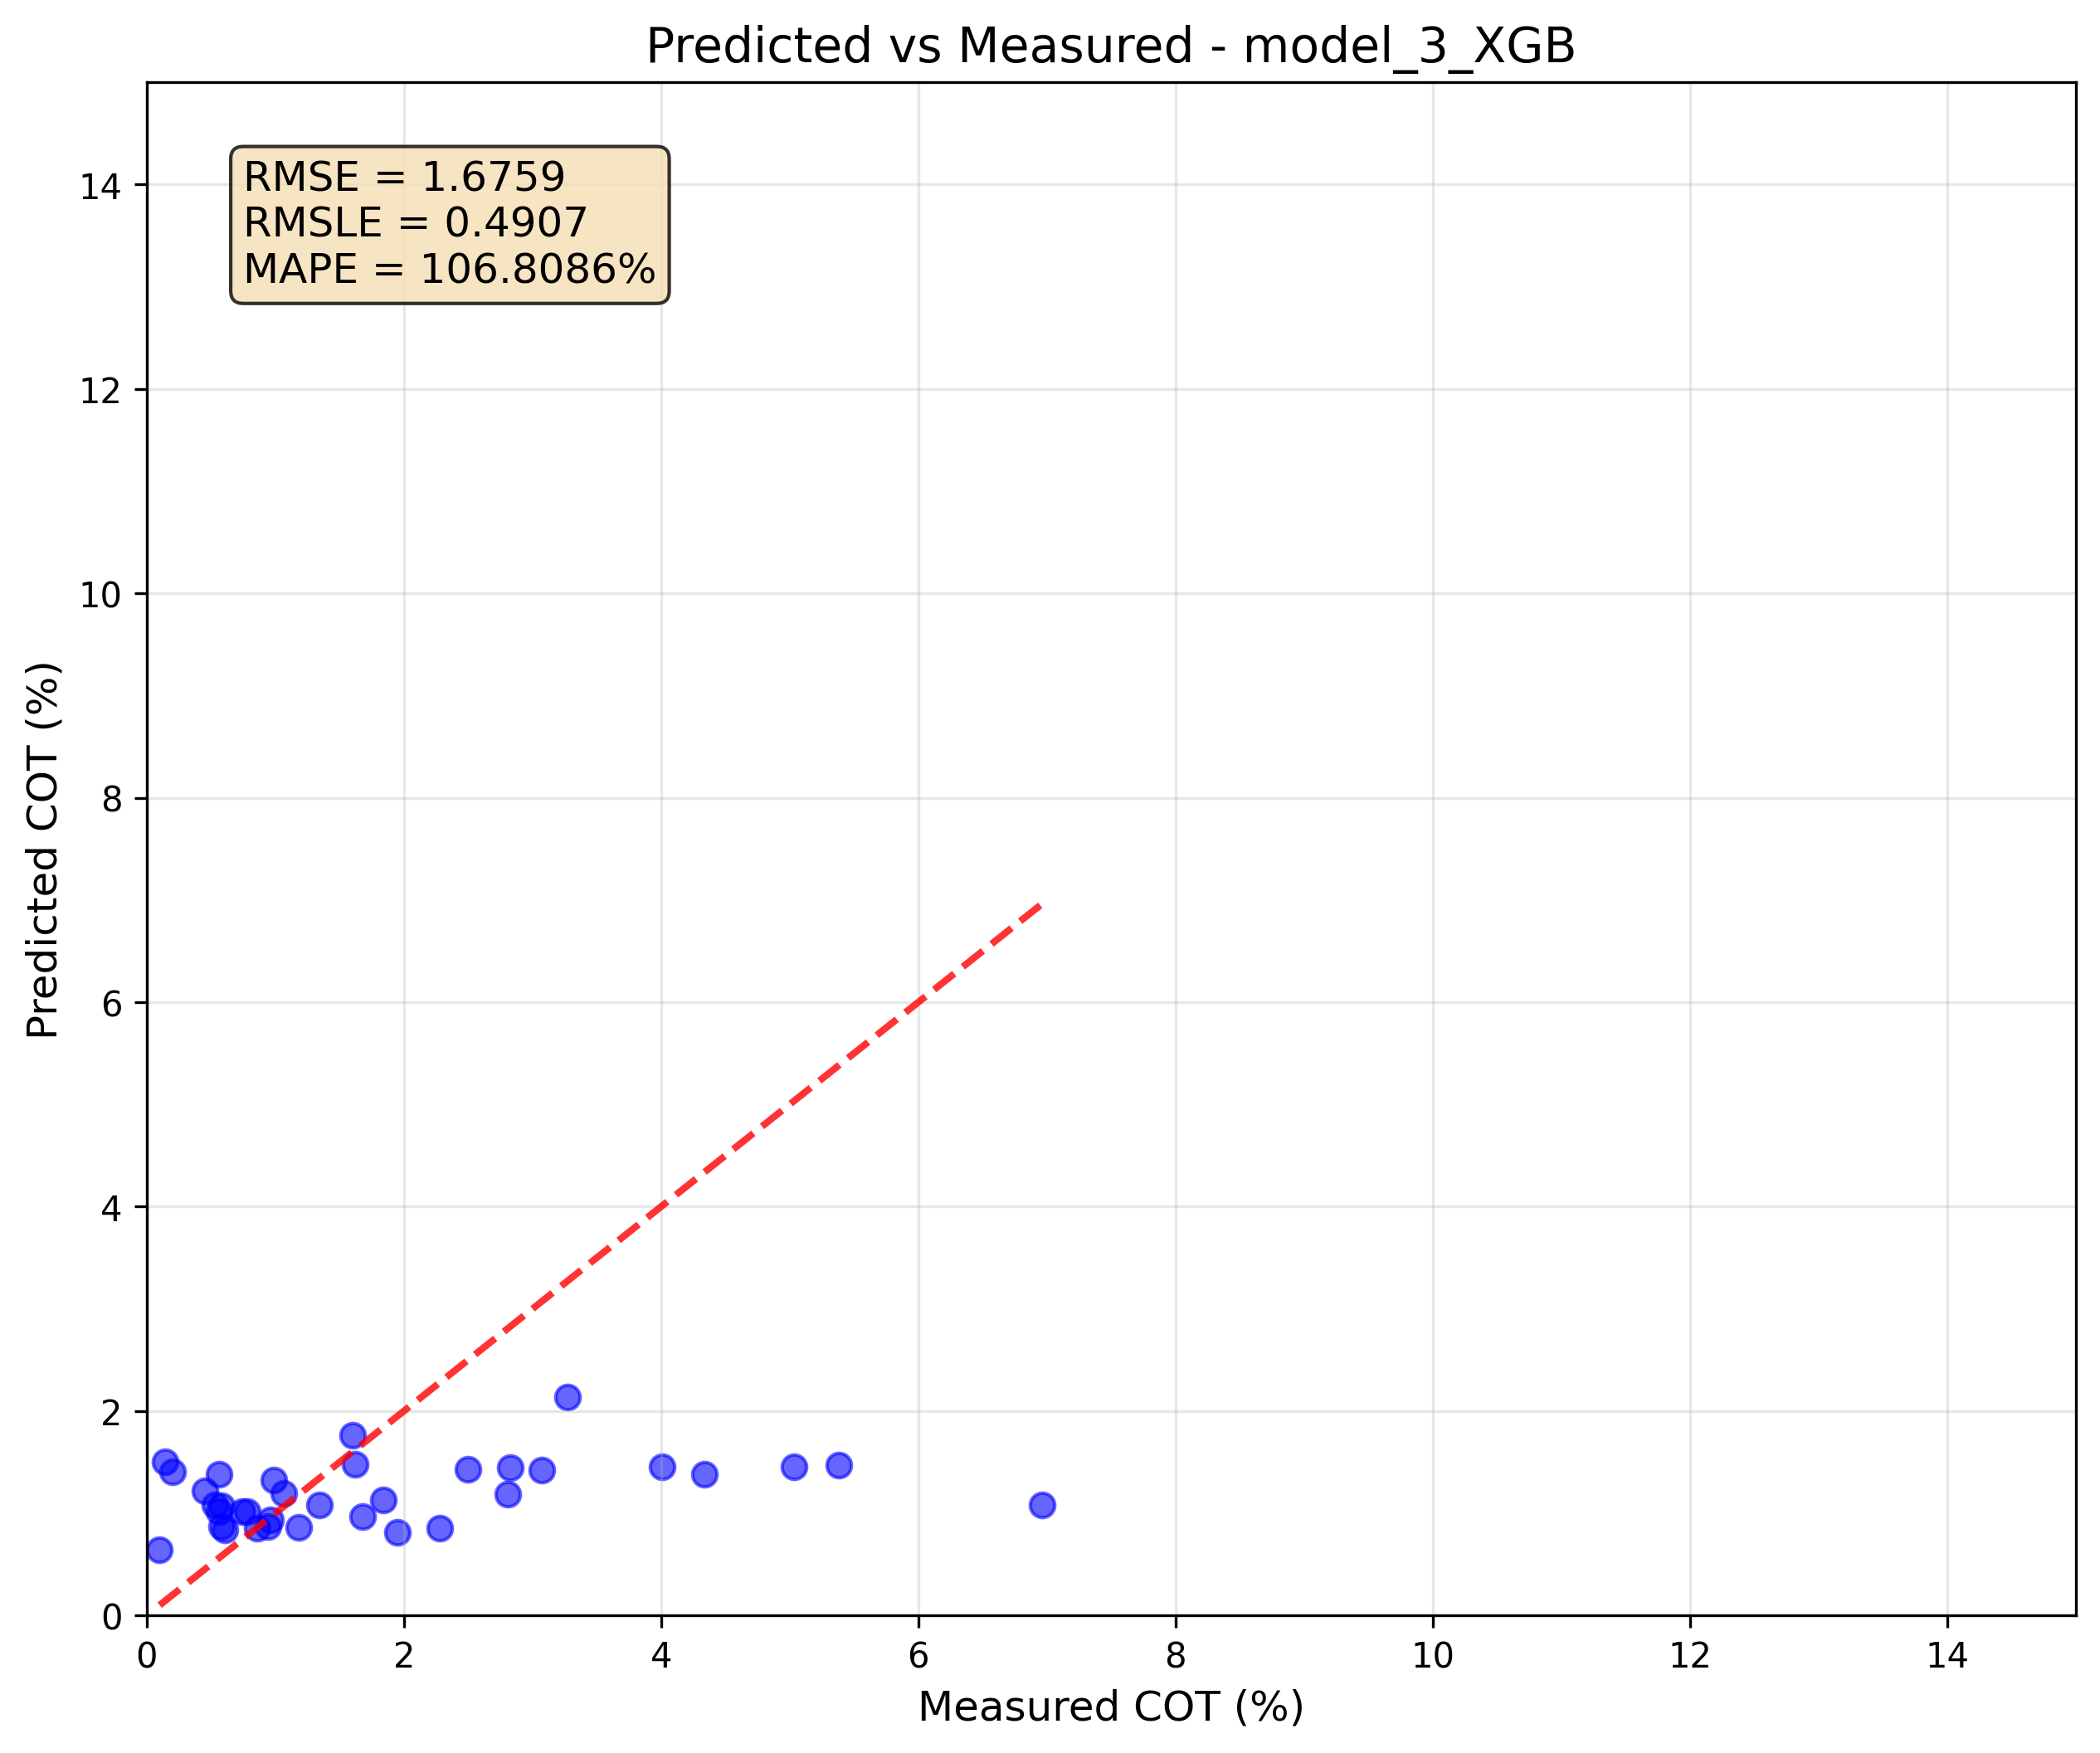 Predicted vs Measured - model_3_XGB
RMSE = 1.6759
RMSLE = 0.4907
MAPE = 106.8086%
14
12
10
8
6
4
2
0
Predicted COT (%)
0 2 4 6 8 10 12 14
Measured COT (%)